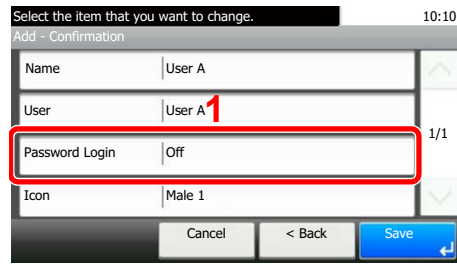 Select the item that you want to change.
10:10
Add - Confirmation
Name User A
User User A
1
1/1
Password Login Off
Icon Male 1
Cancel < Back Save